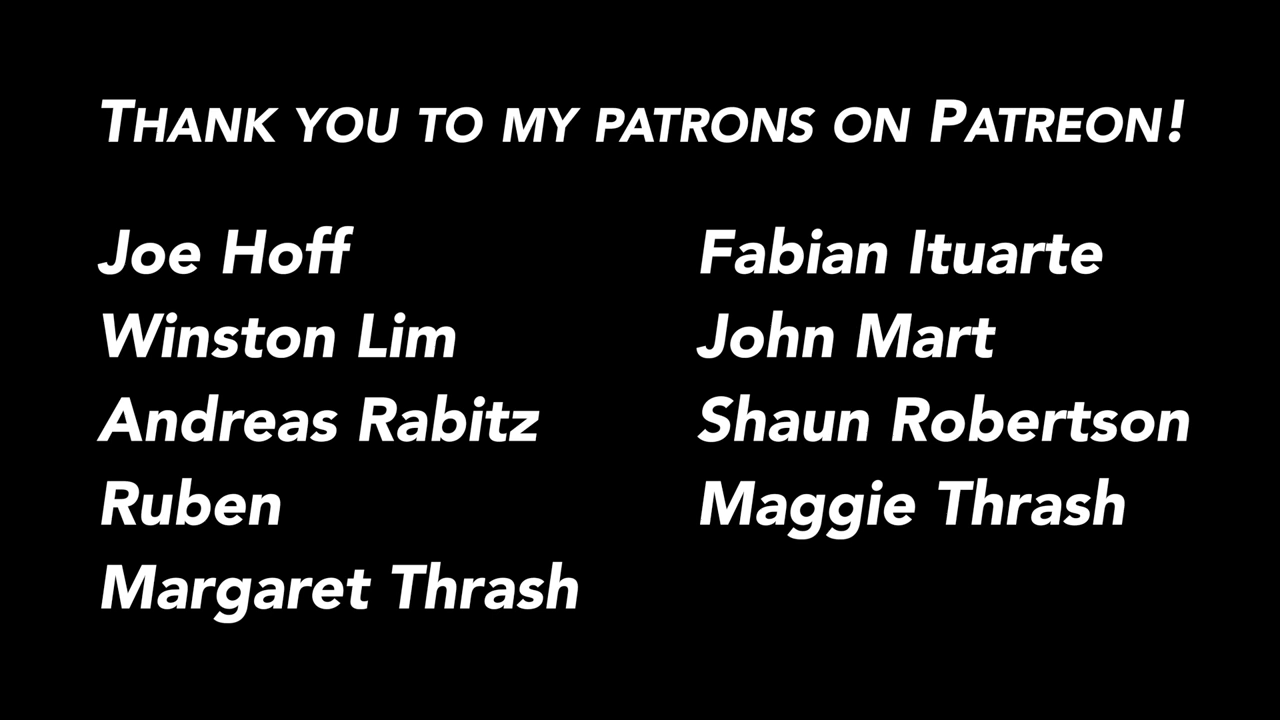 Thank you to my patrons on Patreon!
Joe Hoff
Winston Lim
Andreas Rabitz
Ruben
Margaret Thrash
Fabian Ituarte
John Mart
Shaun Robertson
Maggie Thrash